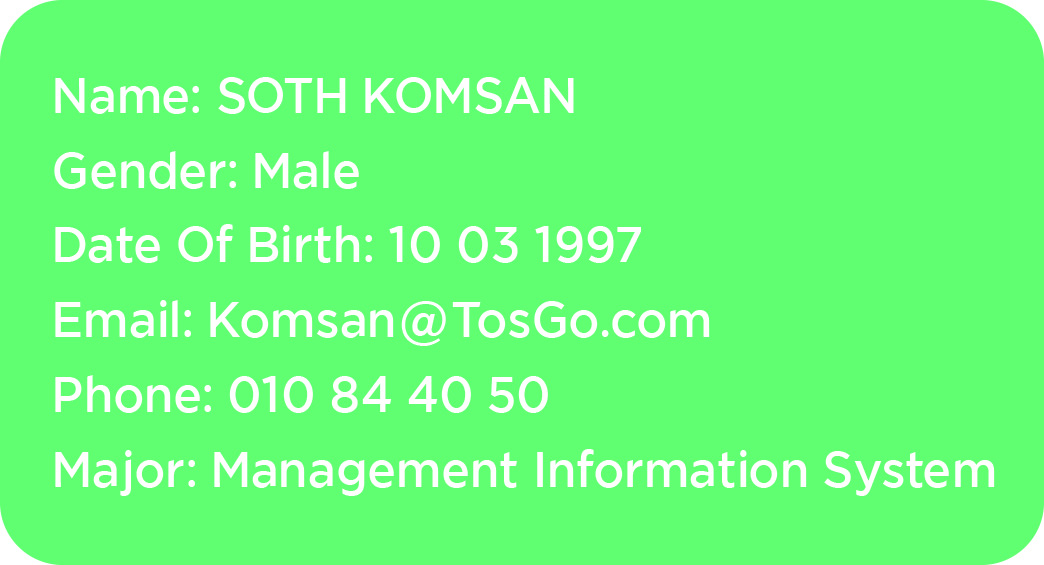 Name: SOTH KOMSAN
Gender: Male
Date Of Birth: 10 03 1997
Email: Komsan@TosGo.com
Phone: 010 84 40 50
Major: Management Information System